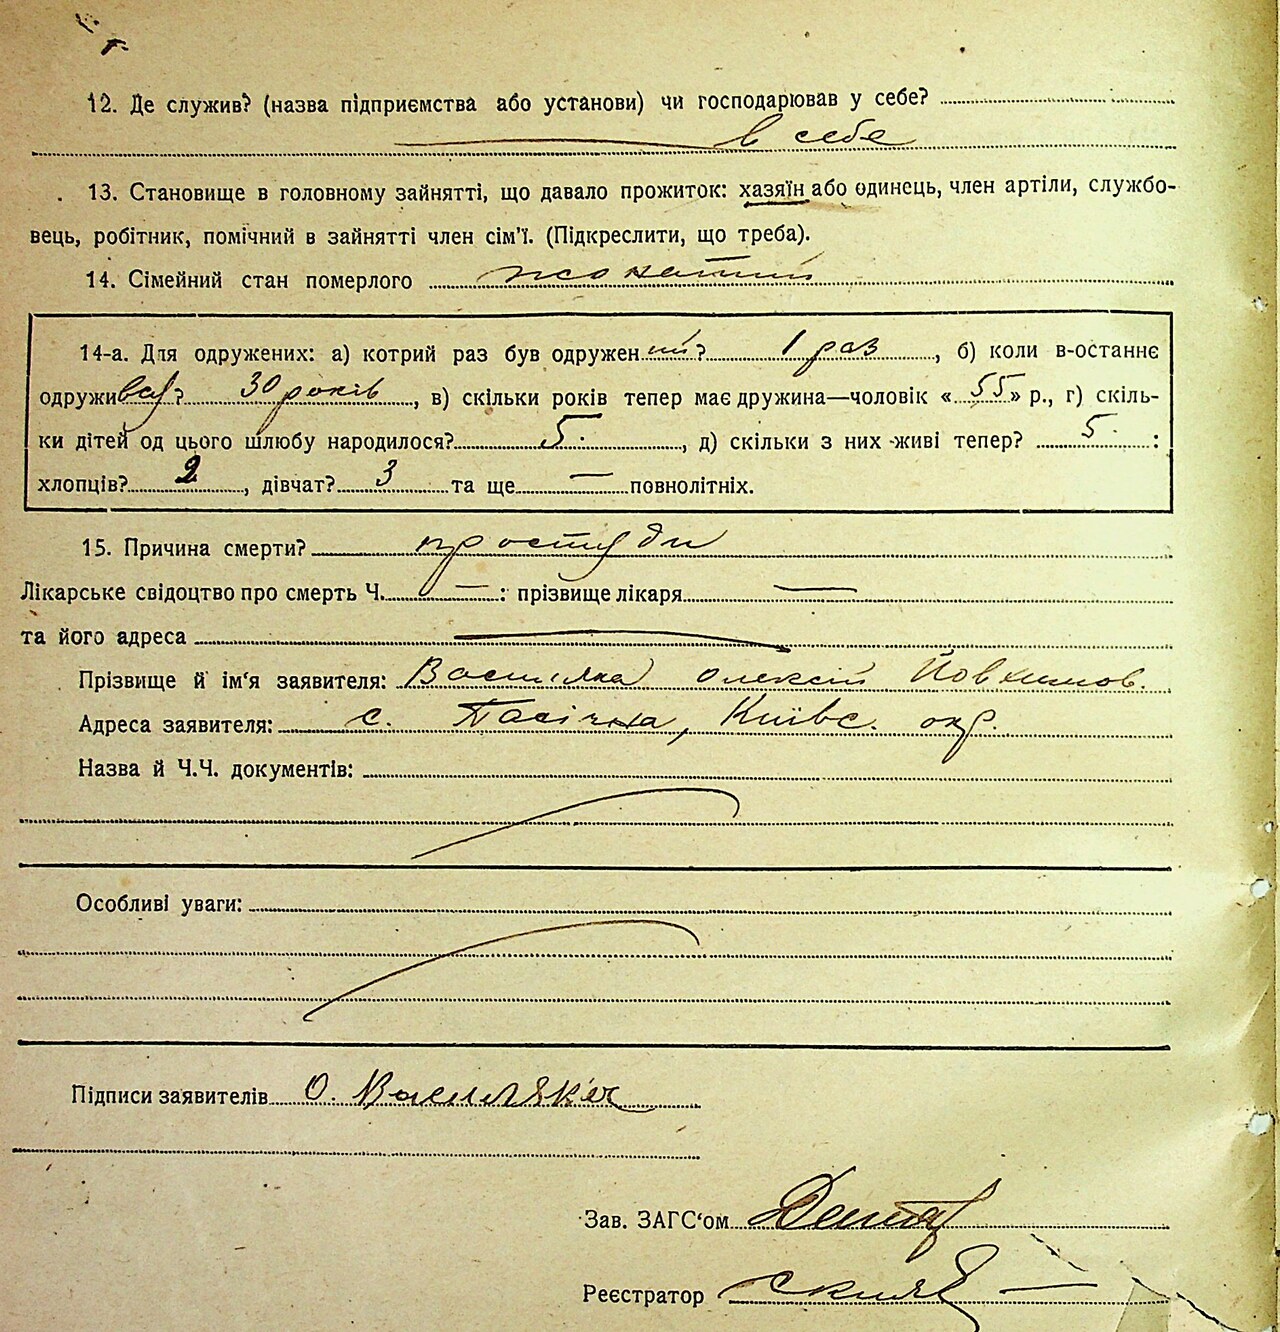 12. Де служив? (назва підприємства або установи) чи господарював у себе?
в себе
13. Становище в головному зайнятті, що давало прожиток: хазяїн або одинець, член артіли, службо-
вець, робітник, помічний в зайнятті член сім'ї. (Підкреслити, що треба).
14. Сімейний стан померлого жонатий
14-а. Для одружених: а) котрий раз був одружений? 1 раз, б) коли в-останнє
одруживсь? 30 років, в) скільки років тепер має дружина—чоловік «55» р., г) скіль-
ки дітей од цього шлюбу народилося? 5, д) скільки з них живі тепер? 5:
хлопців? 2, дівчат? 3 та ще — повнолітніх.
15. Причина смерти? простуди
Лікарське свідоцтво про смерть Ч. —: прізвище лікаря —
та його адреса —
Прізвище й ім'я заявителя: Олексій
Адреса заявителя: с. Пасічна, Київс. окр.
Назва й Ч.Ч. документів:
Особливі уваги:
Підписи заявителів О.
Зав. ЗАГС'ом
Реєстратор